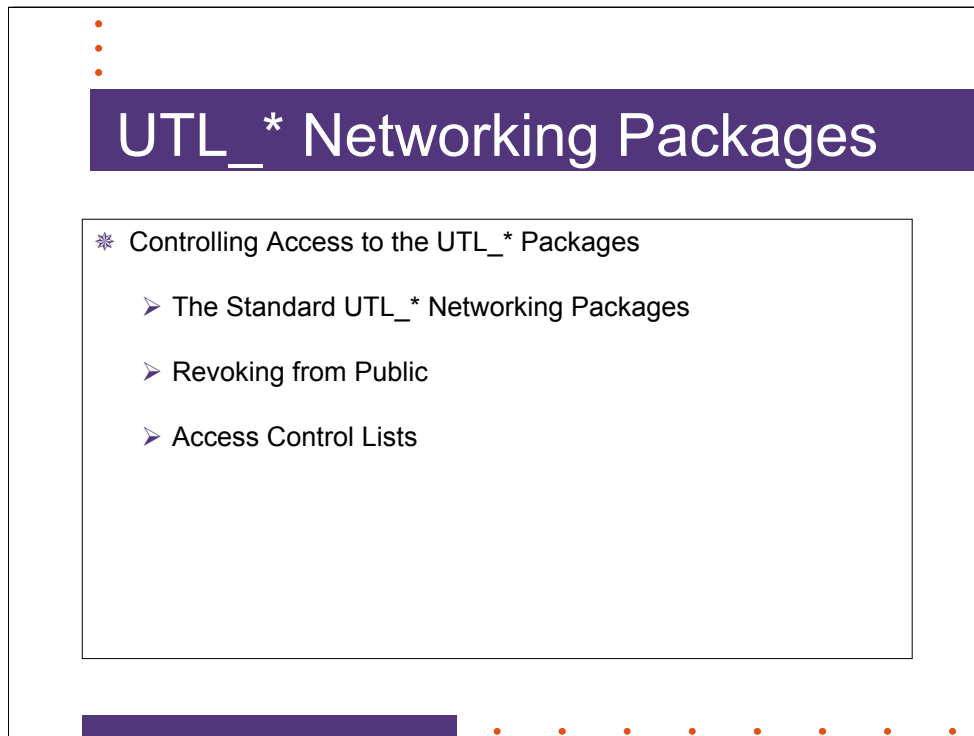 UTL_* Networking Packages
Controlling Access to the UTL_* Packages
The Standard UTL_* Networking Packages
Revoking from Public
Access Control Lists